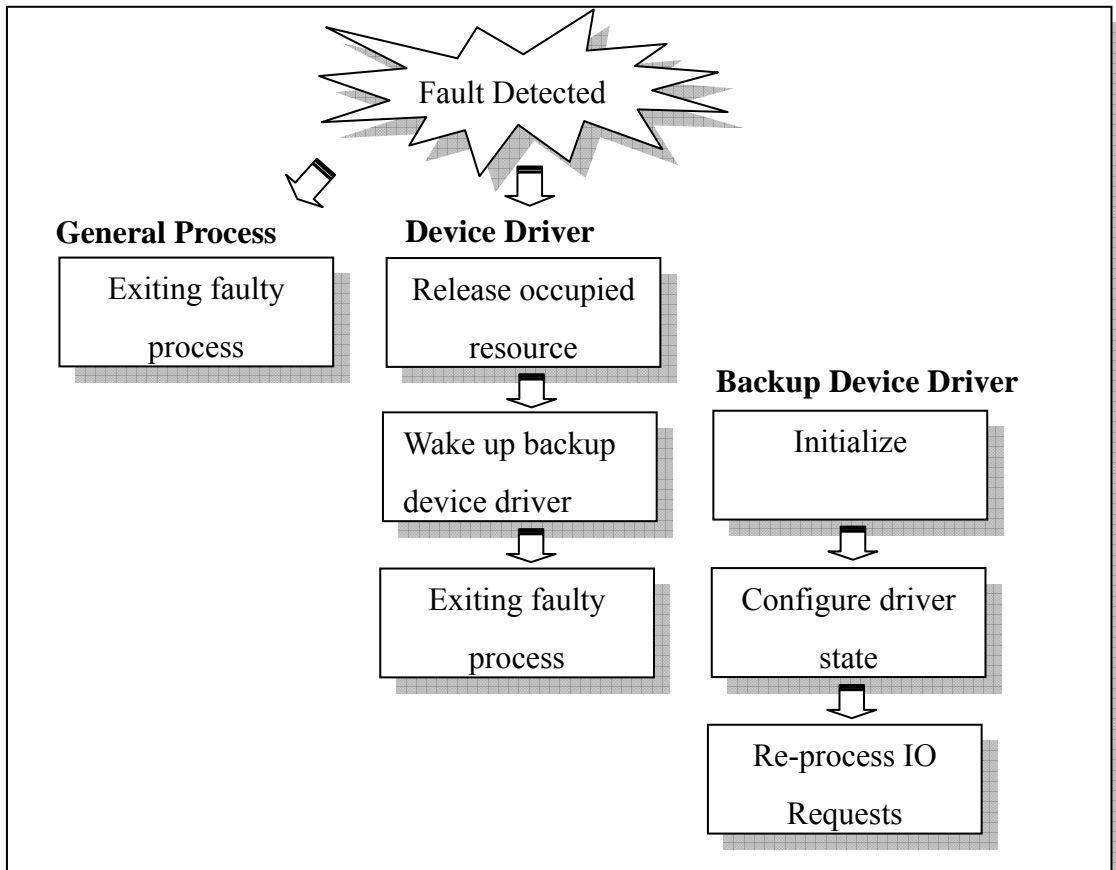 Fault Detected
General Process
Exiting faulty
process
Device Driver
Release occupied
resource
Wake up backup
device driver
Exiting faulty
process
Backup Device Driver
Initialize
Configure driver
state
Re-process IO
Requests